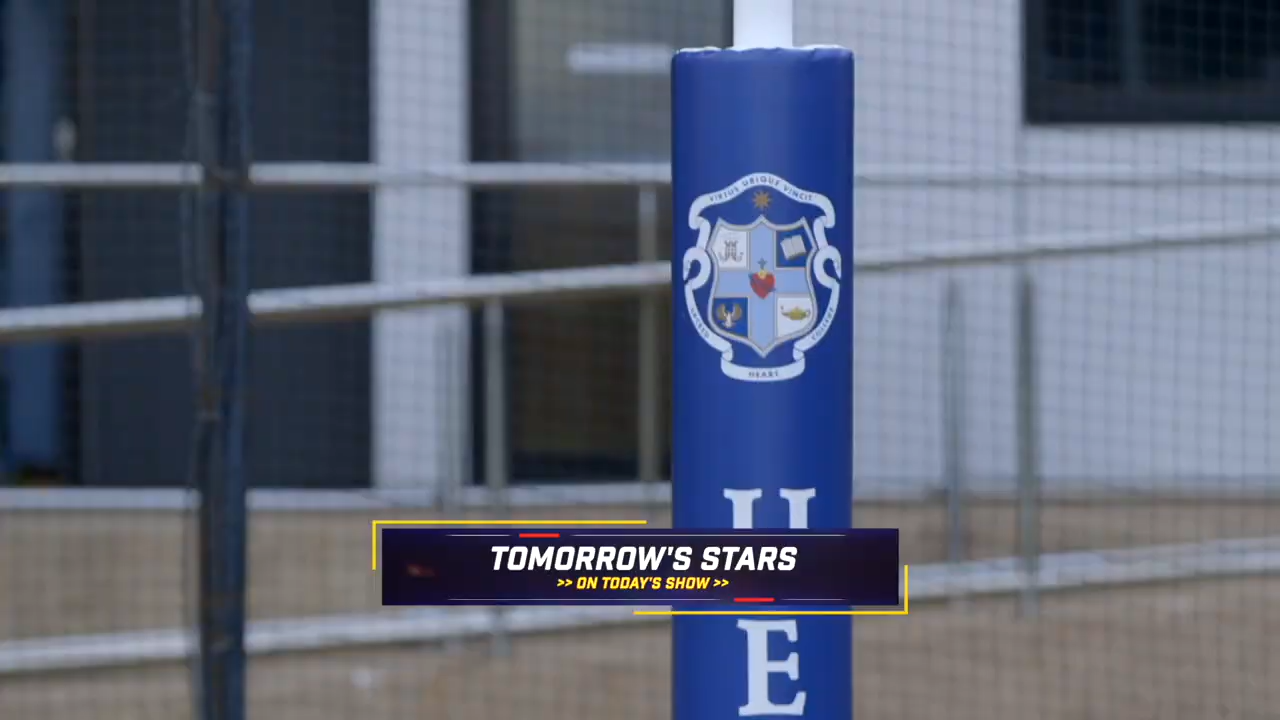 VIRTUS UBIQUE VINCIT
SACRED
HEART
COLLEGE
H
TOMORROW'S STARS
>> ON TODAY'S SHOW >>
E